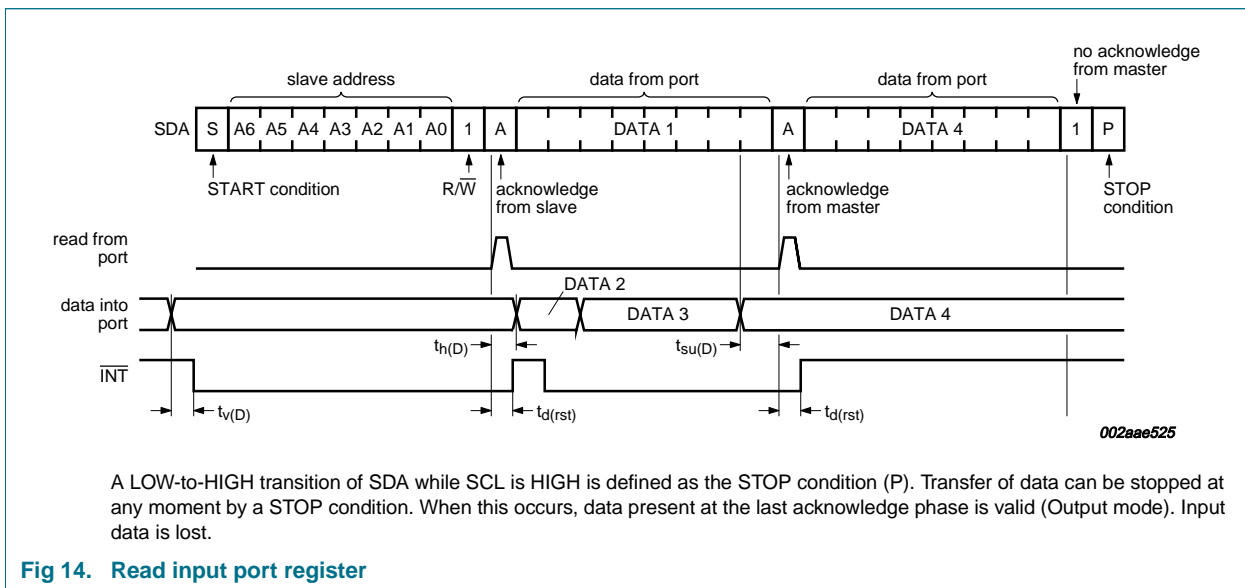 no acknowledge
from master
slave address
data from port
data from port
SDA S A6 A5 A4 A3 A2 A1 A0 1 A DATA 1 A DATA 4 1 P
START condition
R/W
acknowledge
from slave
acknowledge
from master
STOP
condition
read from
port
DATA 2
data into
port
DATA 3
DATA 4
th(D)
tsu(D)
INT
tv(D)
td(rst)
td(rst)
002aae525
A LOW-to-HIGH transition of SDA while SCL is HIGH is defined as the STOP condition (P). Transfer of data can be stopped at
any moment by a STOP condition. When this occurs, data present at the last acknowledge phase is valid (Output mode). Input
data is lost.
Fig 14. Read input port register